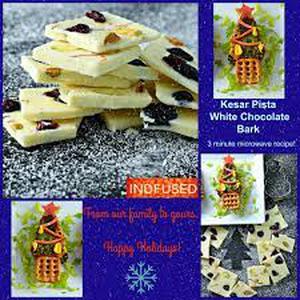 Kesar Pista
White Chocolate
Bark
3 minute microwave recipe!
INDFUSED
From our family to yours,
Happy Holidays!